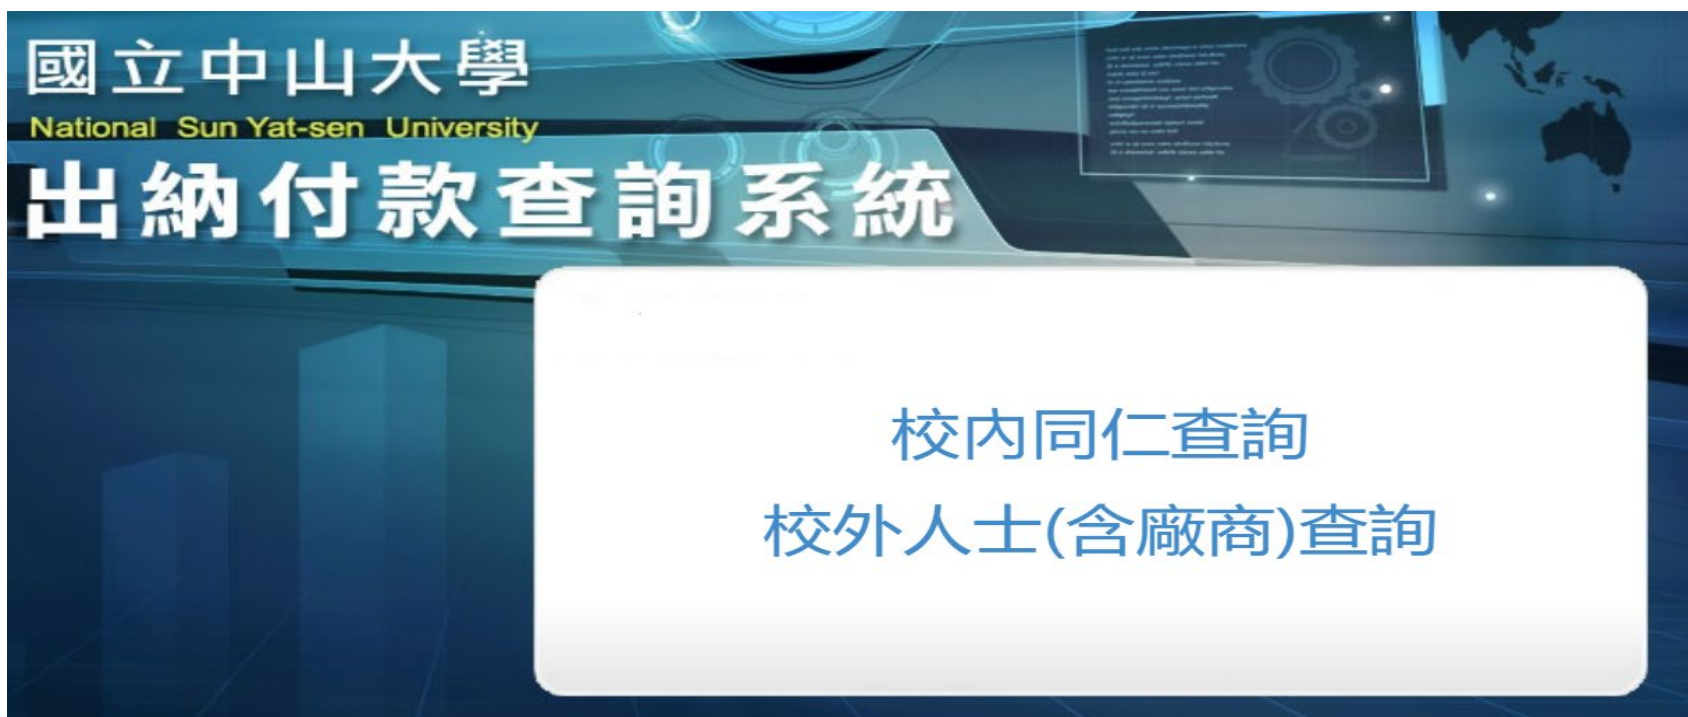 國立中山大學
National Sun Yat-sen University
出納付款查詢系統
校內同仁查詢
校外人士(含廠商)查詢